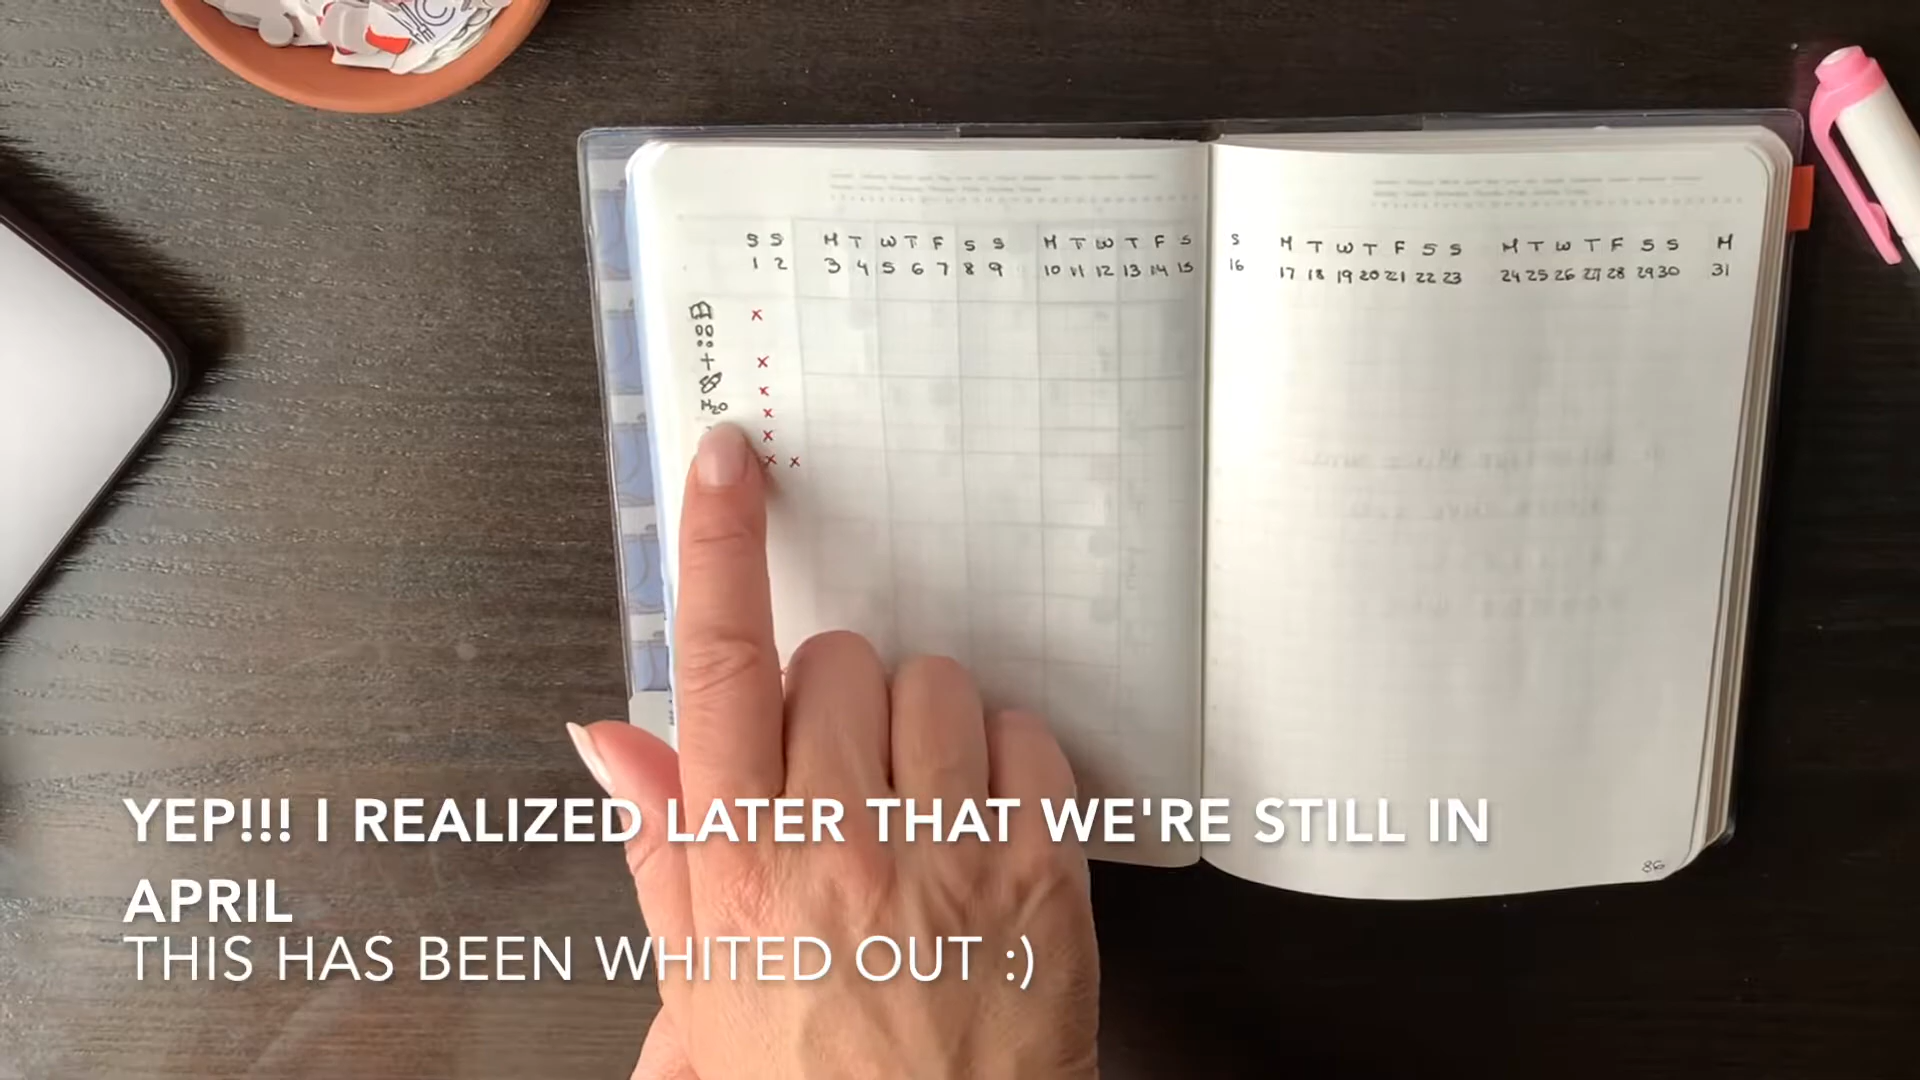 S S M T W T F S S M T W T F S
1 2 3 4 5 6 7 8 9 10 11 12 13 14 15
S M T W T F S S M T W T F S S M
16 17 18 19 20 21 22 23 24 25 26 27 28 29 30 31
x
+ x
x
H2O x
x
x x
86
YEP!!! I REALIZED LATER THAT WE'RE STILL IN
APRIL
THIS HAS BEEN WHITED OUT :)